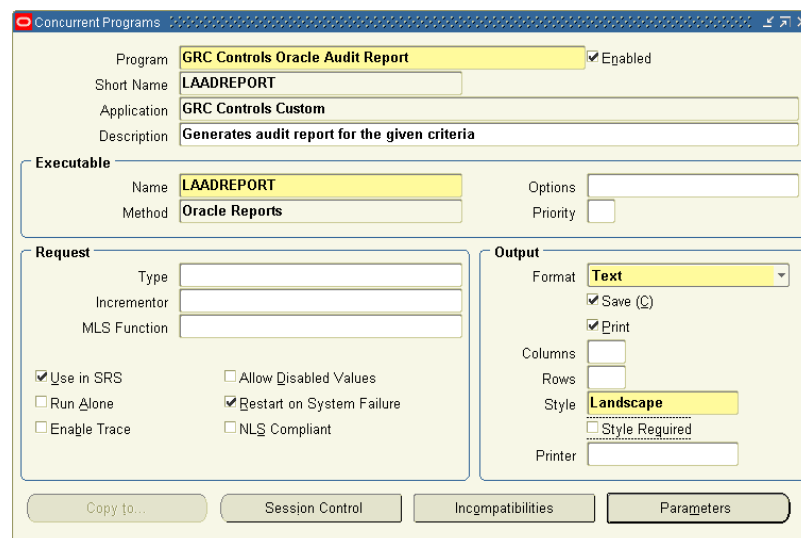 Concurrent Programs
Program GRC Controls Oracle Audit Report Enabled
Short Name LAADREPORT
Application GRC Controls Custom
Description Generates audit report for the given criteria
Executable
Name LAADREPORT Options
Method Oracle Reports Priority
Request
Type
Incrementor
MLS Function
Use in SRS Allow Disabled Values
Run Alone Restart on System Failure
Enable Trace NLS Compliant
Output
Format Text
Save (C)
Print
Columns
Rows
Style Landscape
Style Required
Printer
Copy to... Session Control Incompatibilities Parameters